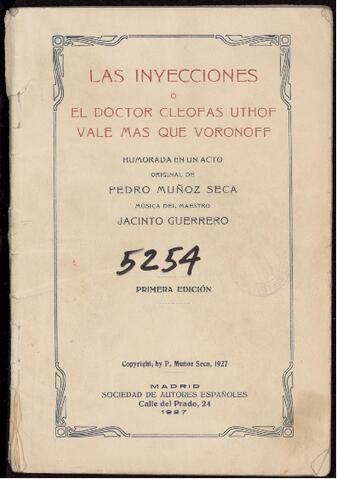 LAS INYECCIONES
Ó
EL DOCTOR CLEOFAS UTHOF
VALE MAS QUE VORONOFF
HUMORADA EN UN ACTO
ORIGINAL DE
PEDRO MUÑOZ SECA
MÚSICA DEL MAESTRO
JACINTO GUERRERO
5254
PRIMERA EDICIÓN
Copyright, by P. Muñoz Seca, 1927
MADRID
SOCIEDAD DE AUTORES ESPAÑOLES
Calle del Prado, 24
1927